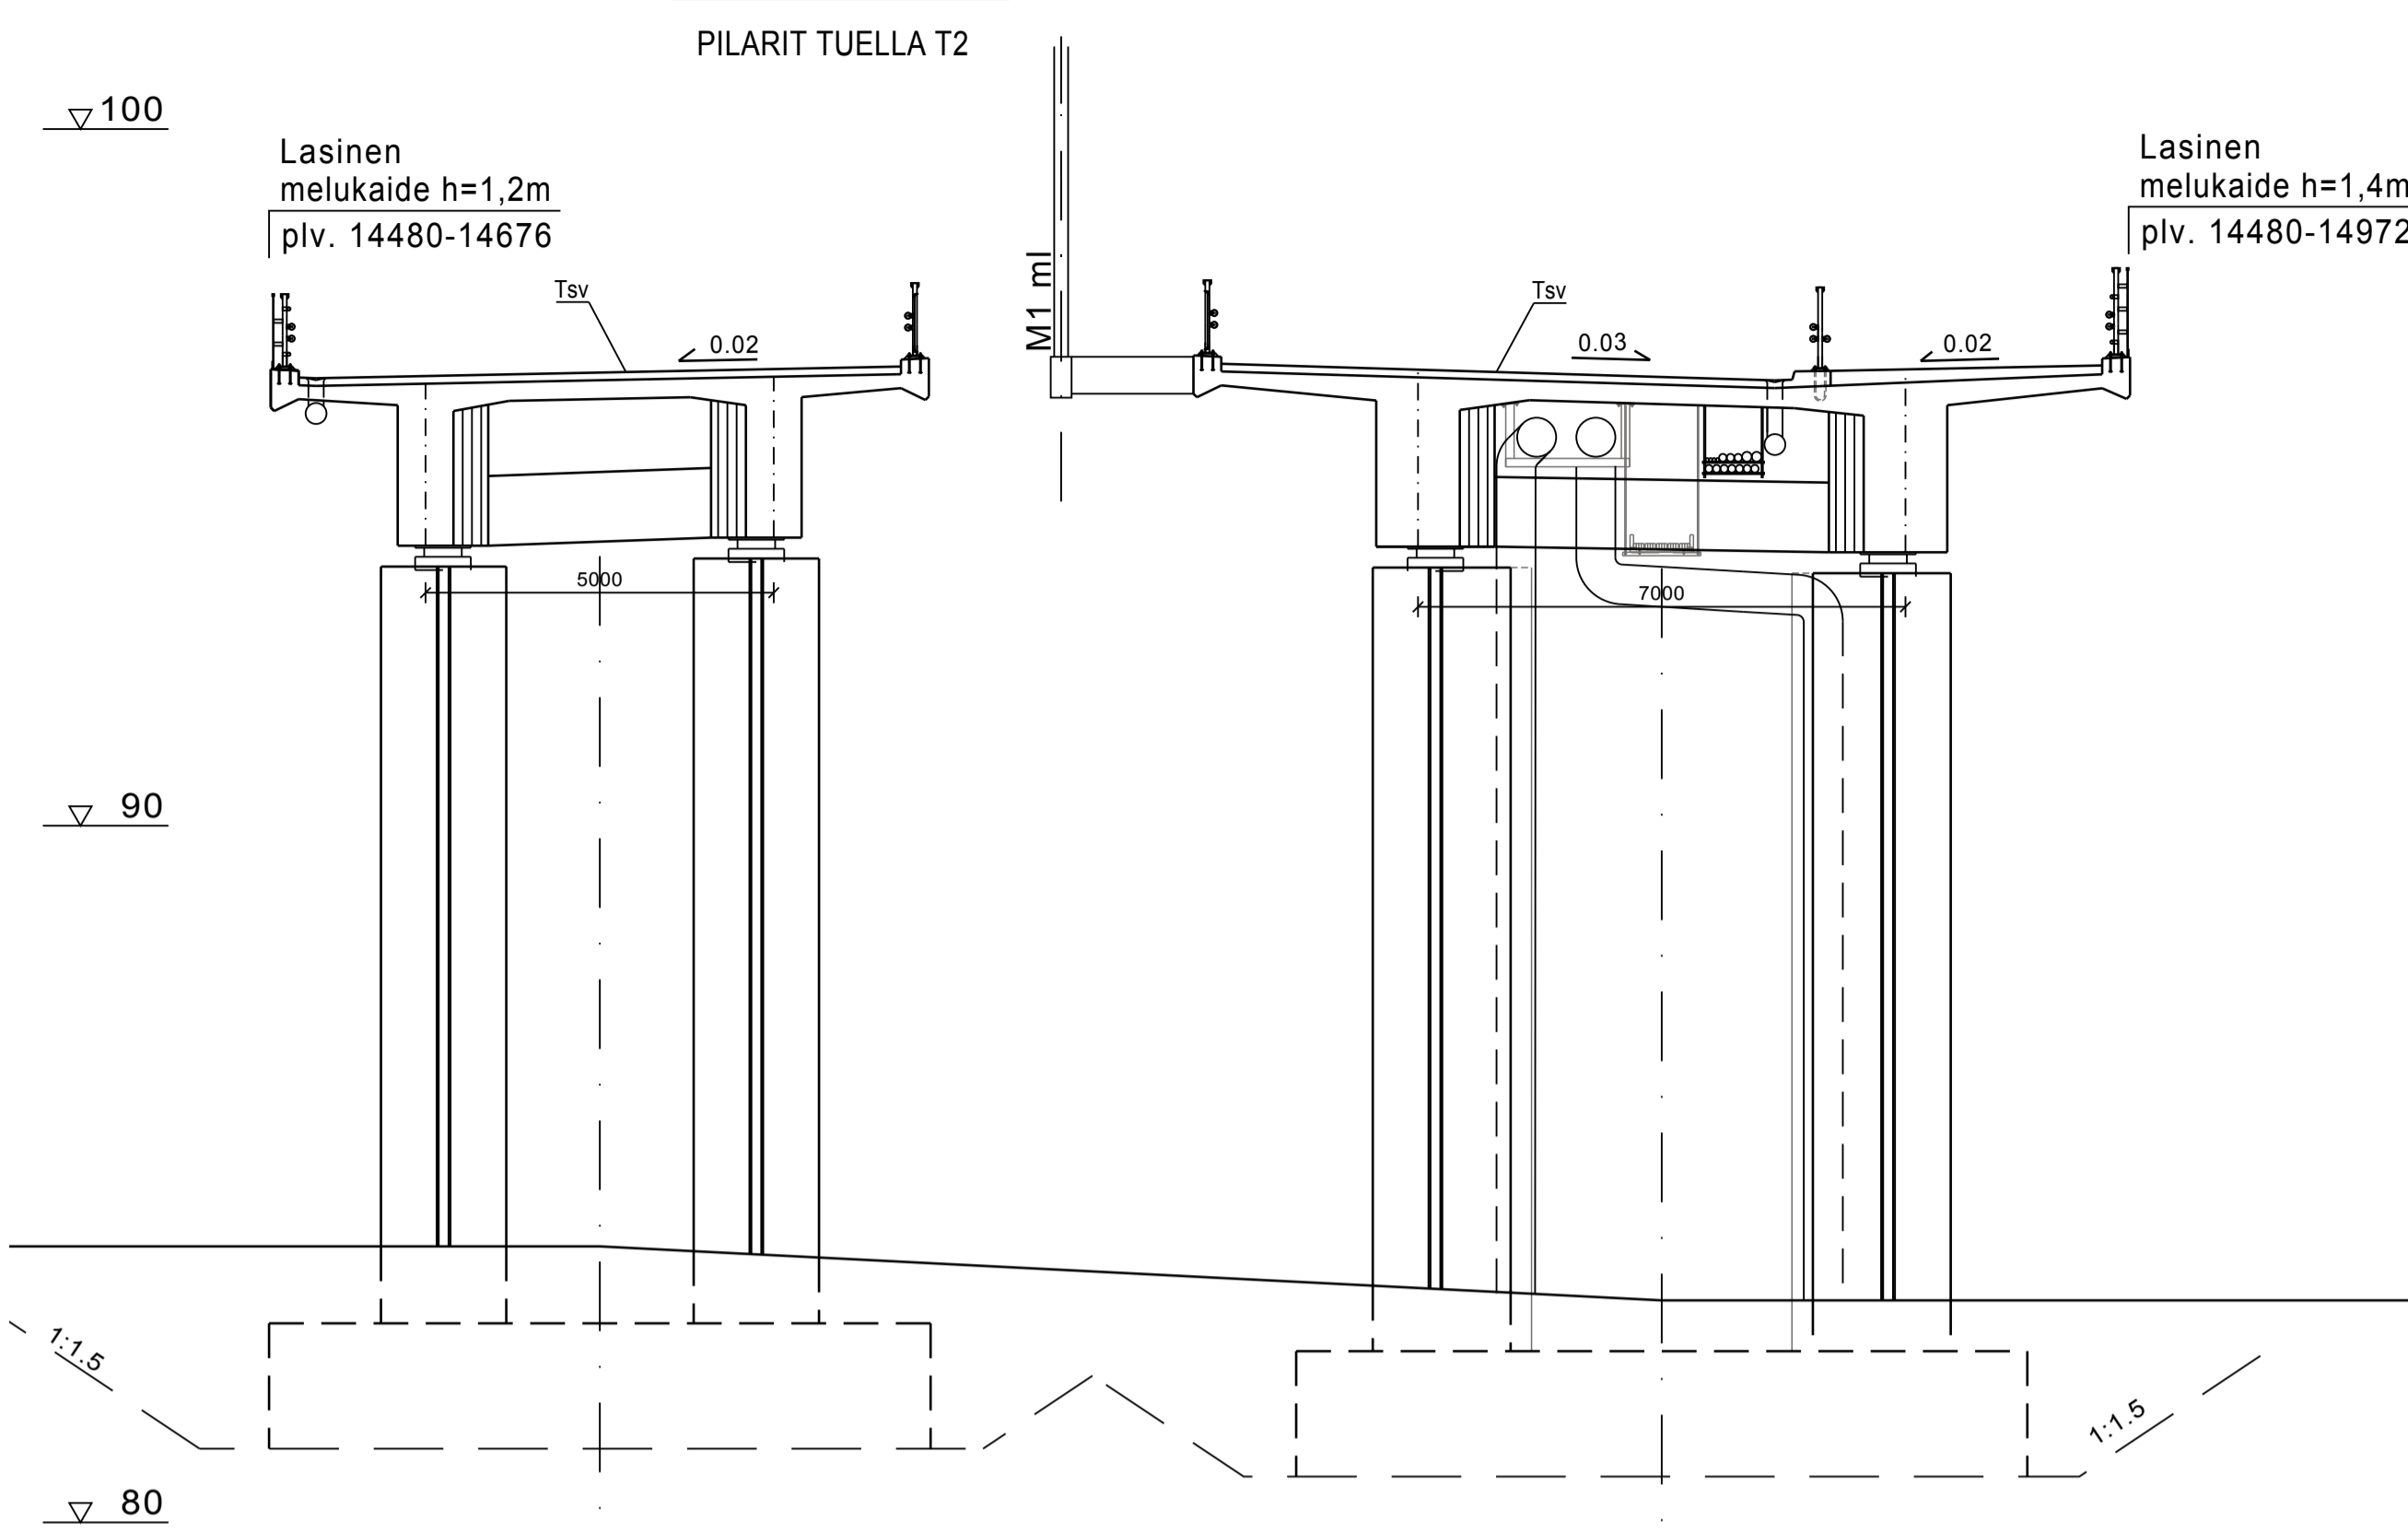 PILARIT TUELLA T2
100
Lasinen
melukaide h=1,2m
plv. 14480-14676
Lasinen
melukaide h=1,4m
plv. 14480-14972
M1 ml
Tsv
0.02
Tsv
0.03
0.02
5000
7000
90
1:1.5
1:1.5
80